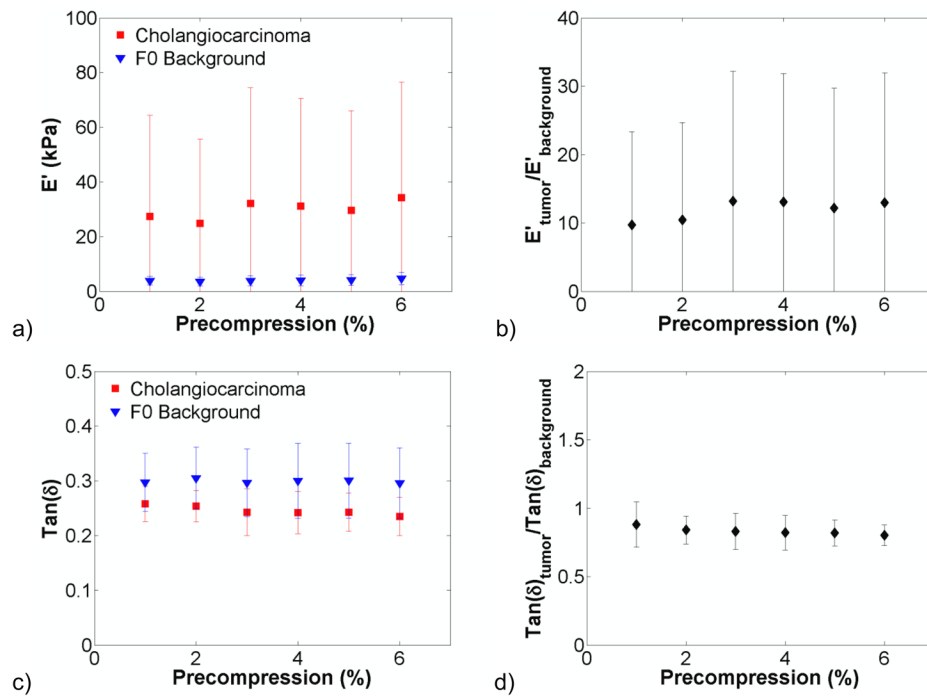 100
80
60
40
20
0
E' (kPa)
Cholangiocarcinoma
F0 Background
0 2 4 6
Precompression (%)
a)
40
30
20
10
0
E'tumor/E'background
0 2 4 6
Precompression (%)
b)
0.5
0.4
0.3
0.2
0.1
0
Tan(δ)
Cholangiocarcinoma
F0 Background
0 2 4 6
Precompression (%)
c)
2
1.5
1
0.5
0
Tan(δ)tumor/Tan(δ)background
0 2 4 6
Precompression (%)
d)